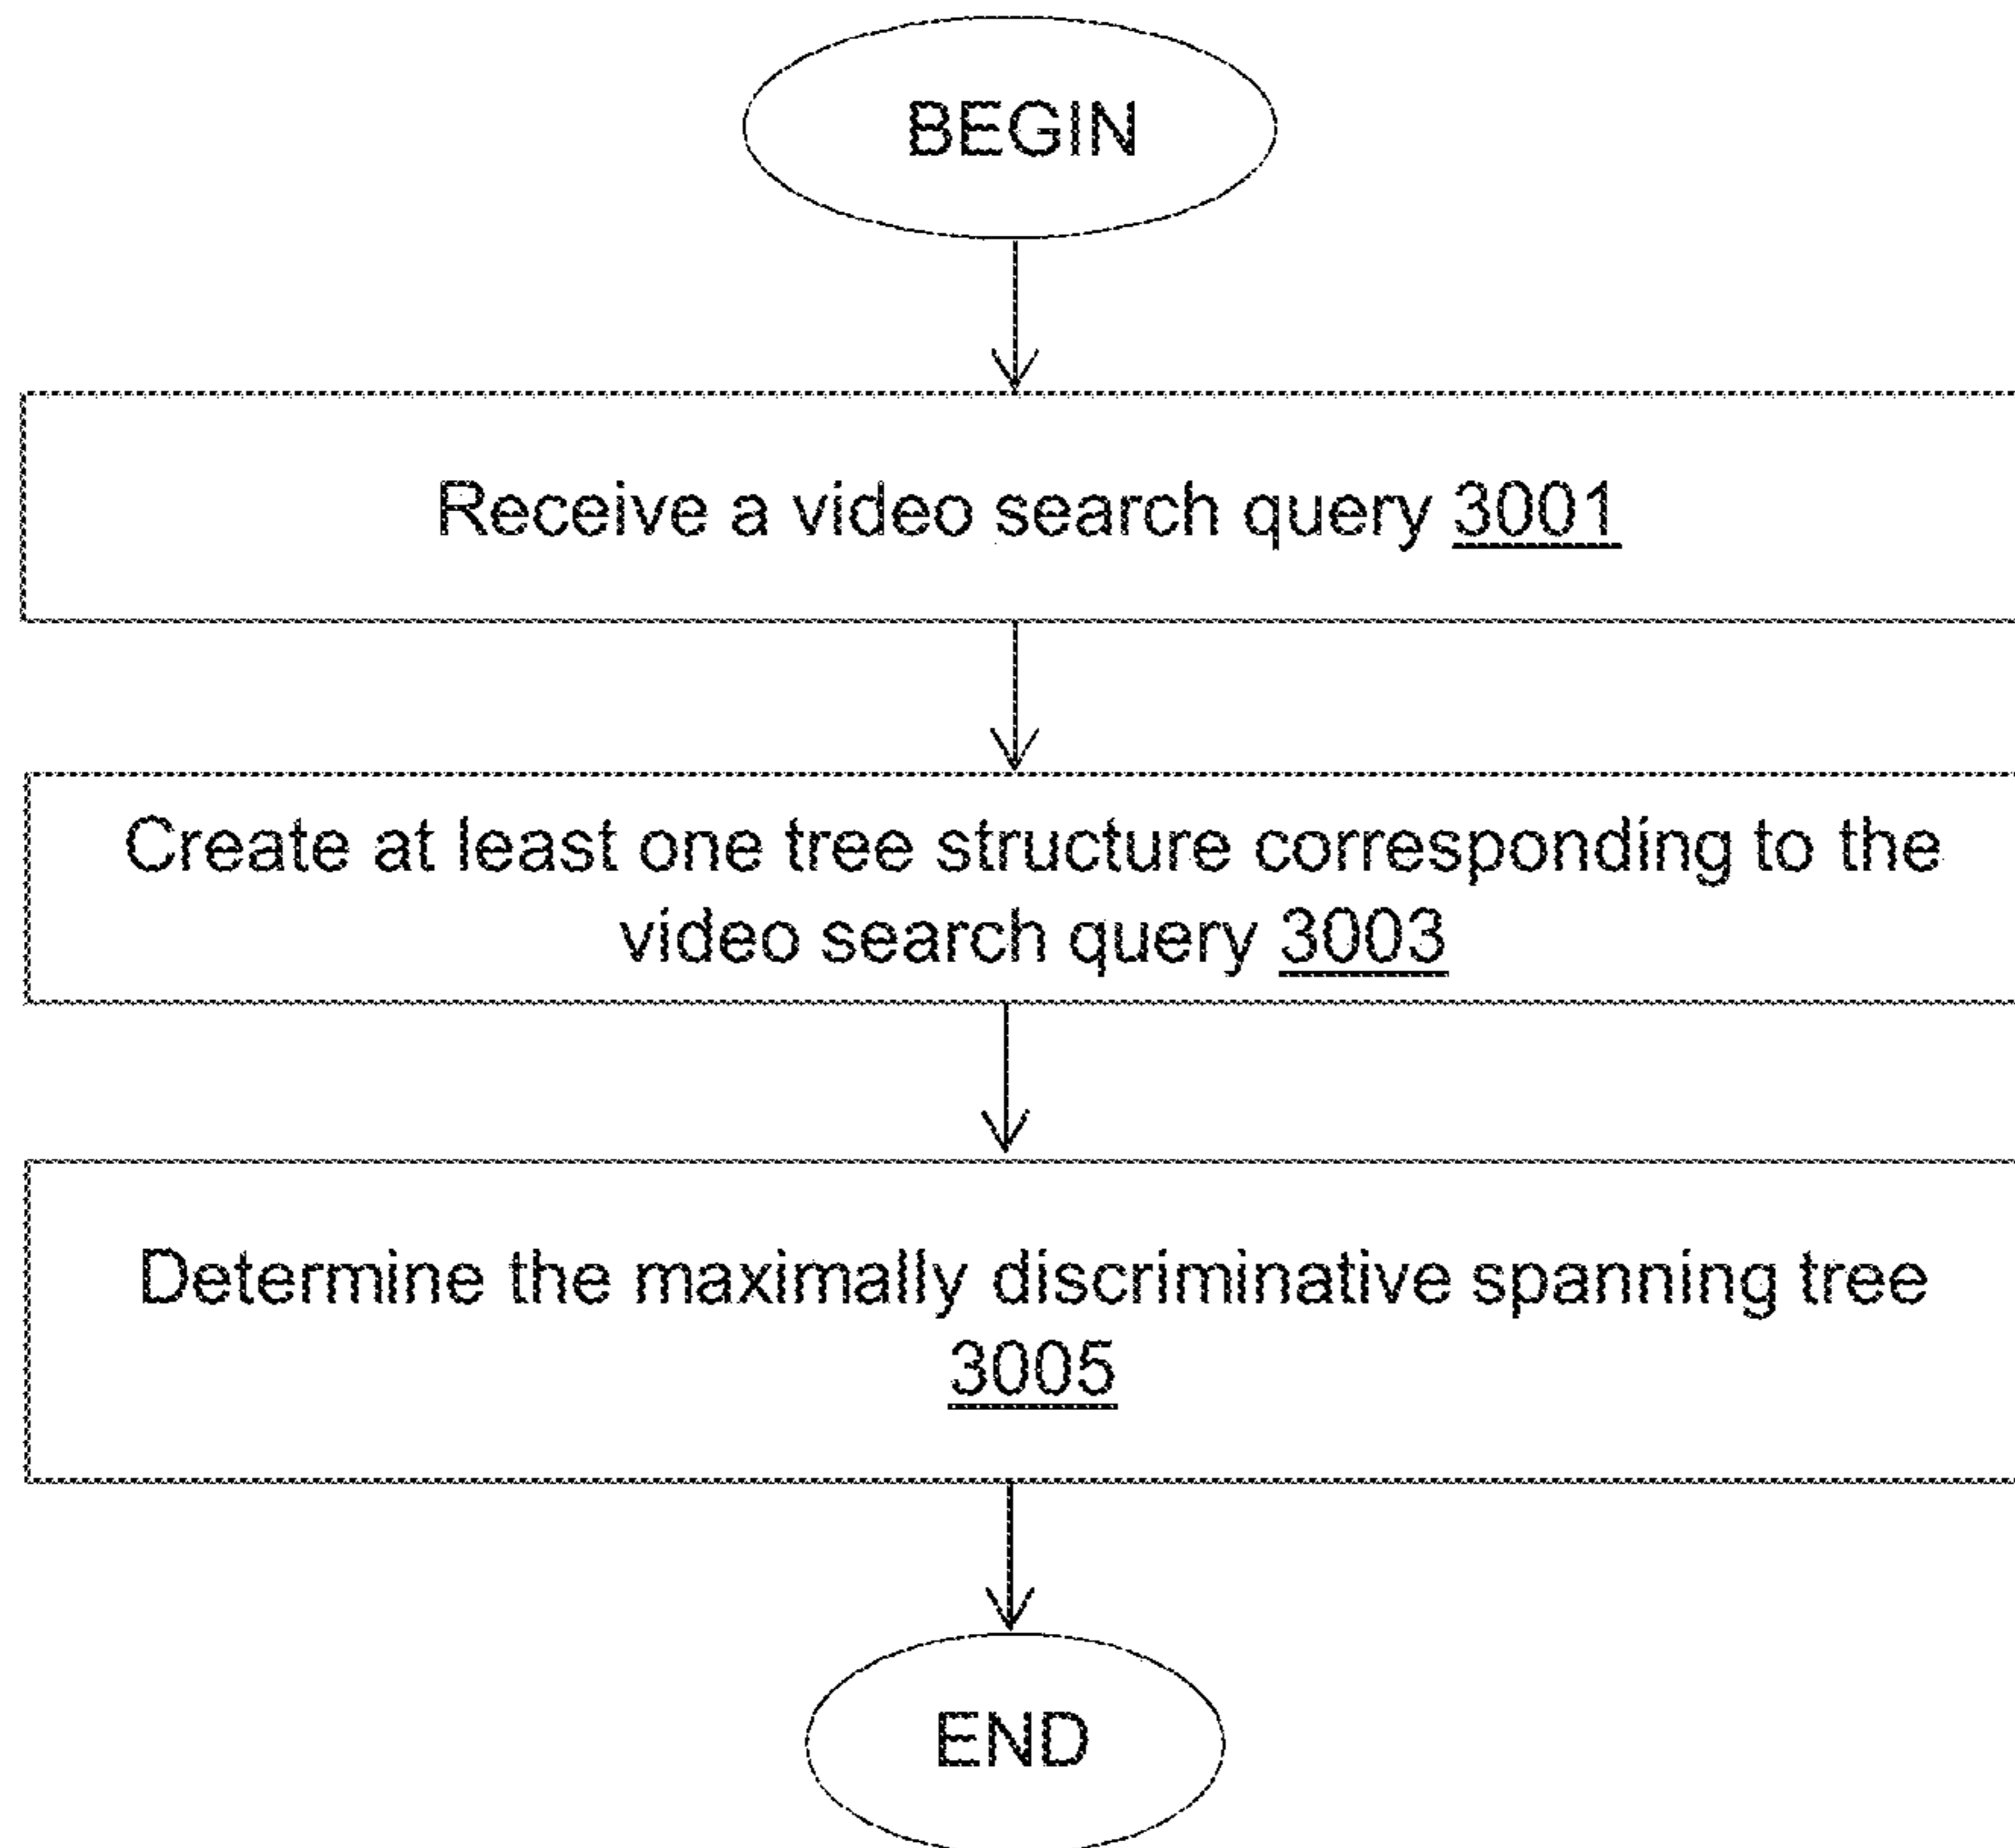 BEGIN
Receive a video search query 3001
Create at least one tree structure corresponding to the
video search query 3003
Determine the maximally discriminative spanning tree
3005
END